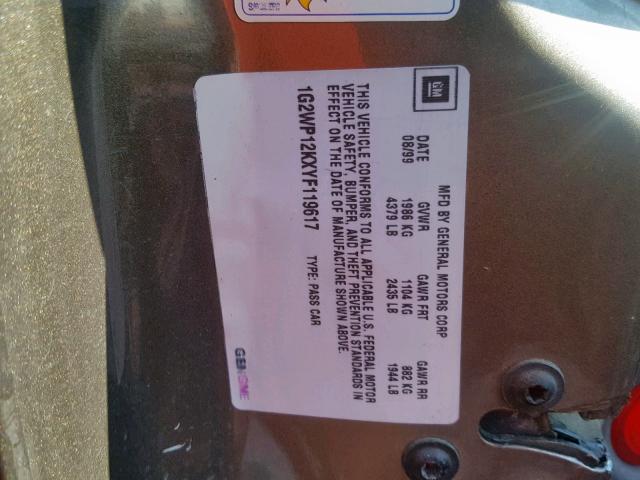 GM
MFD BY GENERAL MOTORS CORP
DATE GVWR GAWR FRT GAWR RR
08/99 1986 KG 1104 KG 882 KG
4379 LB 2435 LB 1944 LB
THIS VEHICLE CONFORMS TO ALL APPLICABLE U.S. FEDERAL MOTOR
VEHICLE SAFETY, BUMPER, AND THEFT PREVENTION STANDARDS IN
EFFECT ON THE DATE OF MANUFACTURE SHOWN ABOVE.
1G2WP12KXYF119617 TYPE: PASS CAR